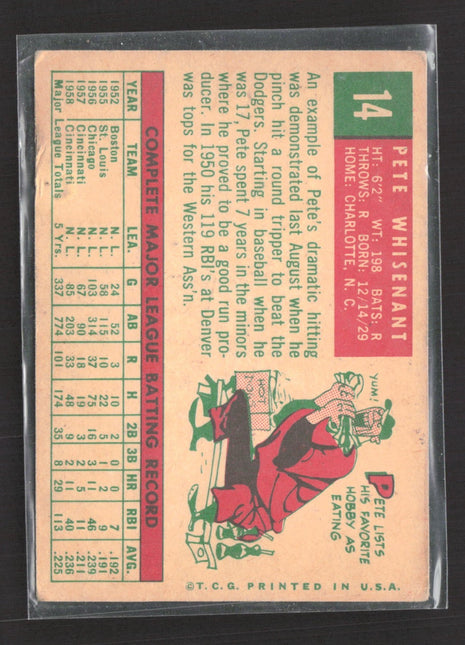 14
PETE WHISENANT
HT: 6'2" WT: 198 BATS: R
THROWS: R BORN: 12/14/29
HOME: CHARLOTTE, N. C.
An example of Pete's dramatic hitting
was demonstrated last August when he
pinch hit a round tripper to beat the
Dodgers. Starting in baseball when he
was 17, Pete spent 7 years in the minors
where he proved to be a good run pro-
ducer. In 1950 his 119 RBI's at Denver
was tops for the Western Ass'n.
YUM!
HOT DOG
PETE LISTS
HIS FAVORITE
HOBBY AS
EATING
COMPLETE MAJOR LEAGUE BATTING RECORD
YEAR TEAM LEA. G AB R H 2B 3B HR RBI AVG.
1952 Boston N. L. 24 52 3 10 2 0 0 7 .192
1955 St. Louis N. L. 58 115 10 22 5 1 2 9 .191
1956 Chicago N. L. 103 314 37 75 16 3 11 46 .239
1957 Cincinnati N. L. 67 90 18 19 3 2 5 11 .211
1958 Cincinnati N. L. 85 203 33 48 9 2 11 40 .236
Major League Totals 5 Yrs. 337 774 101 174 35 8 29 113 .225
©T.C.G. PRINTED IN U.S.A.